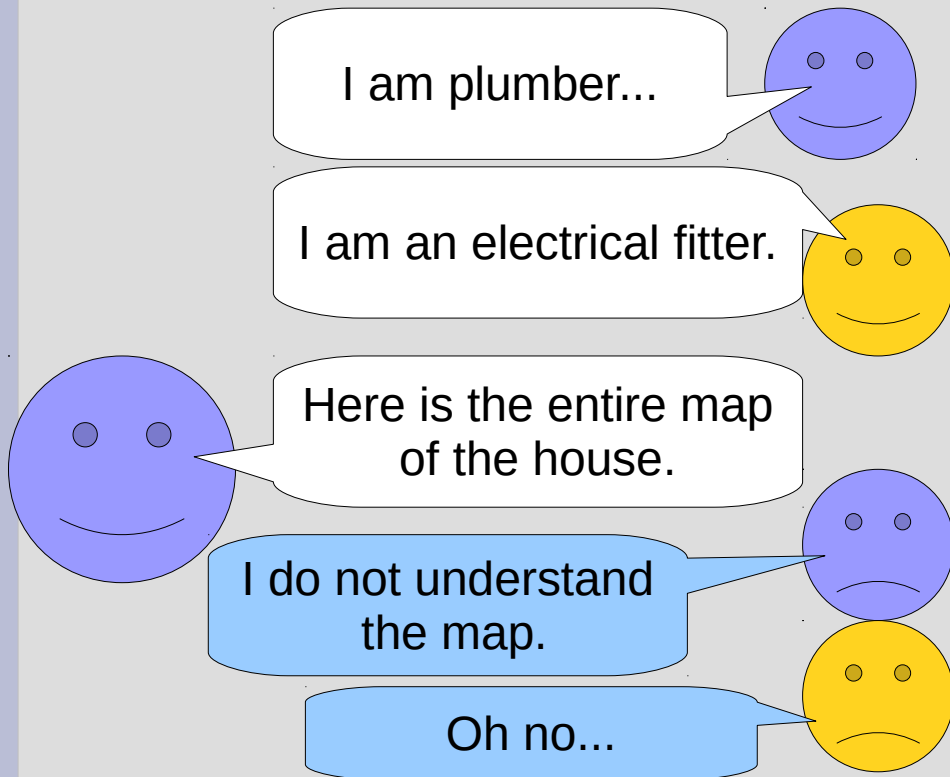 I am plumber...
I am an electrical fitter.
Here is the entire map
of the house.
I do not understand
the map.
Oh no...